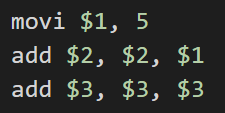 movi $1, 5
add $2, $2, $1
add $3, $3, $3